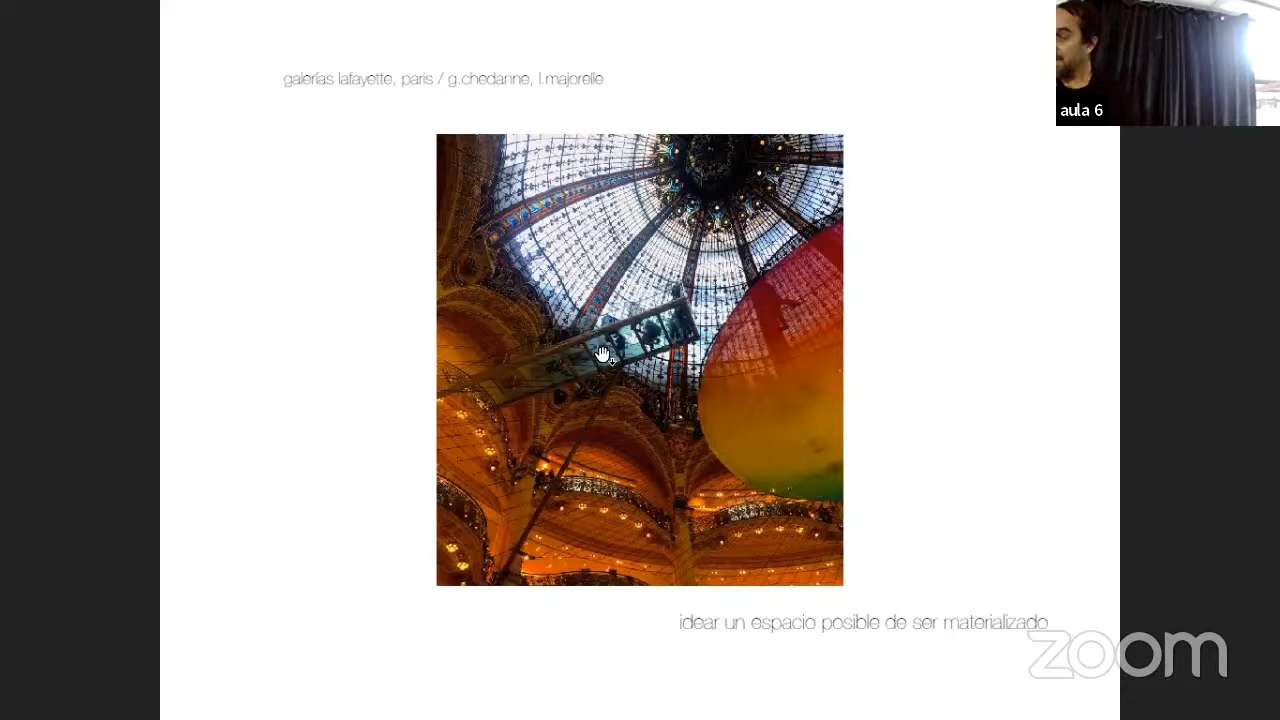 galerías lafayette, paris / g.chedanne, l.majorelle
aula 6
idear un espacio posible de ser materializado
zoom